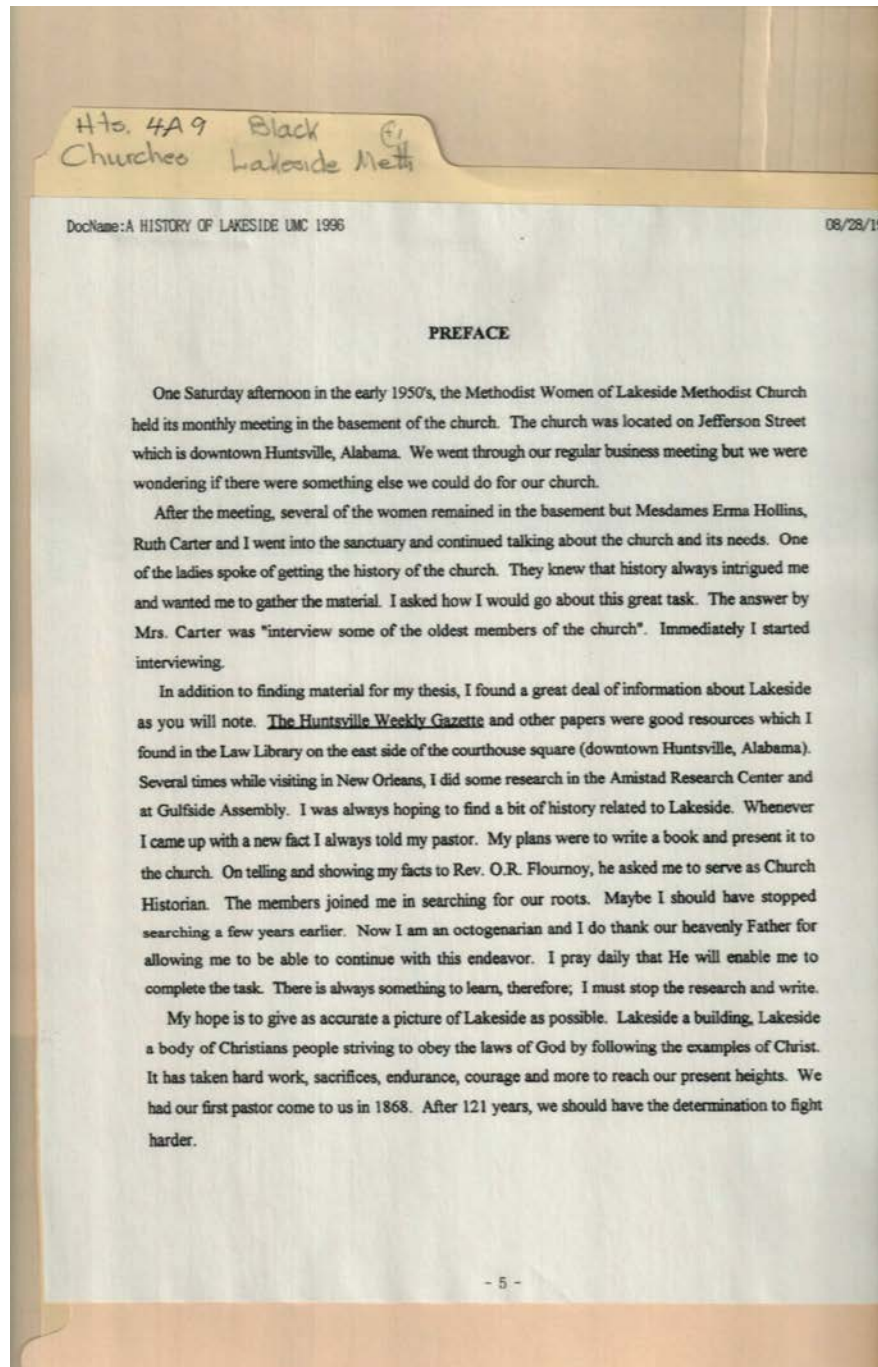 Hts. 4A9 Black
Churches Lakeside Meth
DocName:A HISTORY OF LAKESIDE UMC 1996 08/28/19
PREFACE
One Saturday afternoon in the early 1950's, the Methodist Women of Lakeside Methodist Church
held its monthly meeting in the basement of the church. The church was located on Jefferson Street
which is downtown Huntsville, Alabama. We went through our regular business meeting but we were
wondering if there were something else we could do for our church.
After the meeting, several of the women remained in the basement but Mesdames Erma Hollins,
Ruth Carter and I went into the sanctuary and continued talking about the church and its needs. One
of the ladies spoke of getting the history of the church. They knew that history always intrigued me
and wanted me to gather the material. I asked how I would go about this great task. The answer by
Mrs. Carter was "interview some of the oldest members of the church". Immediately I started
interviewing.
In addition to finding material for my thesis, I found a great deal of information about Lakeside
as you will note. The Huntsville Weekly Gazette and other papers were good resources which I
found in the Law Library on the east side of the courthouse square (downtown Huntsville, Alabama).
Several times while visiting in New Orleans, I did some research in the Amistad Research Center and
at Gulfside Assembly. I was always hoping to find a bit of history related to Lakeside. Whenever
I came up with a new fact I always told my pastor. My plans were to write a book and present it to
the church. On telling and showing my facts to Rev. O.R. Flournoy, he asked me to serve as Church
Historian. The members joined me in searching for our roots. Maybe I should have stopped
searching a few years earlier. Now I am an octogenarian and I do thank our heavenly Father for
allowing me to be able to continue with this endeavor. I pray daily that He will enable me to
complete the task. There is always something to learn, therefore; I must stop the research and write.
My hope is to give as accurate a picture of Lakeside as possible. Lakeside a building, Lakeside
a body of Christians people striving to obey the laws of God by following the examples of Christ.
It has taken hard work, sacrifices, endurance, courage and more to reach our present heights. We
had our first pastor come to us in 1868. After 121 years, we should have the determination to fight
harder.
- 5 -